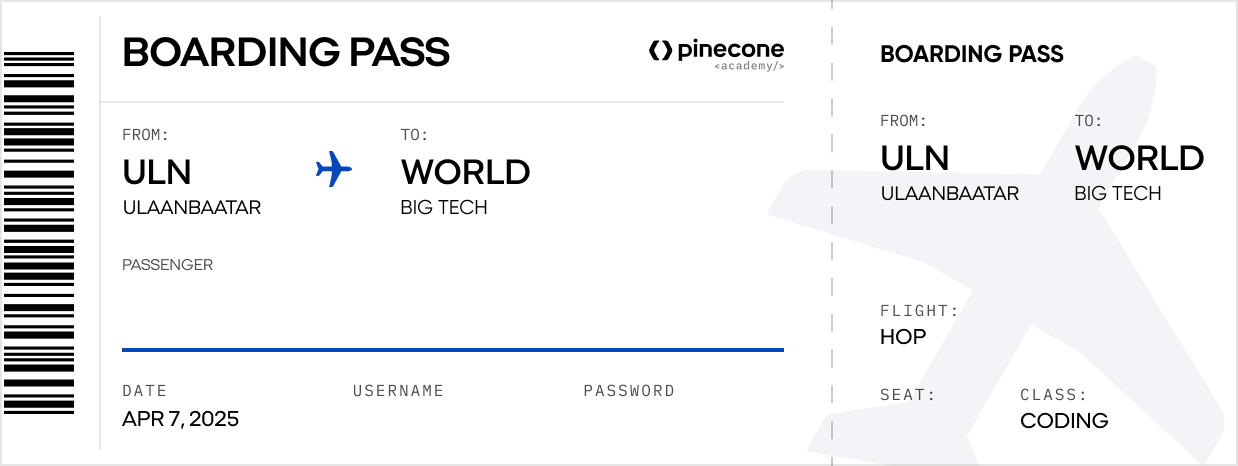 BOARDING PASS
pinecone
<academy/>
FROM:
TO:
ULN
WORLD
ULAANBAATAR
BIG TECH
PASSENGER
DATE
USERNAME
PASSWORD
APR 7, 2025
BOARDING PASS
FROM:
TO:
ULN
WORLD
ULAANBAATAR
BIG TECH
FLIGHT:
HOP
SEAT:
CLASS:
CODING